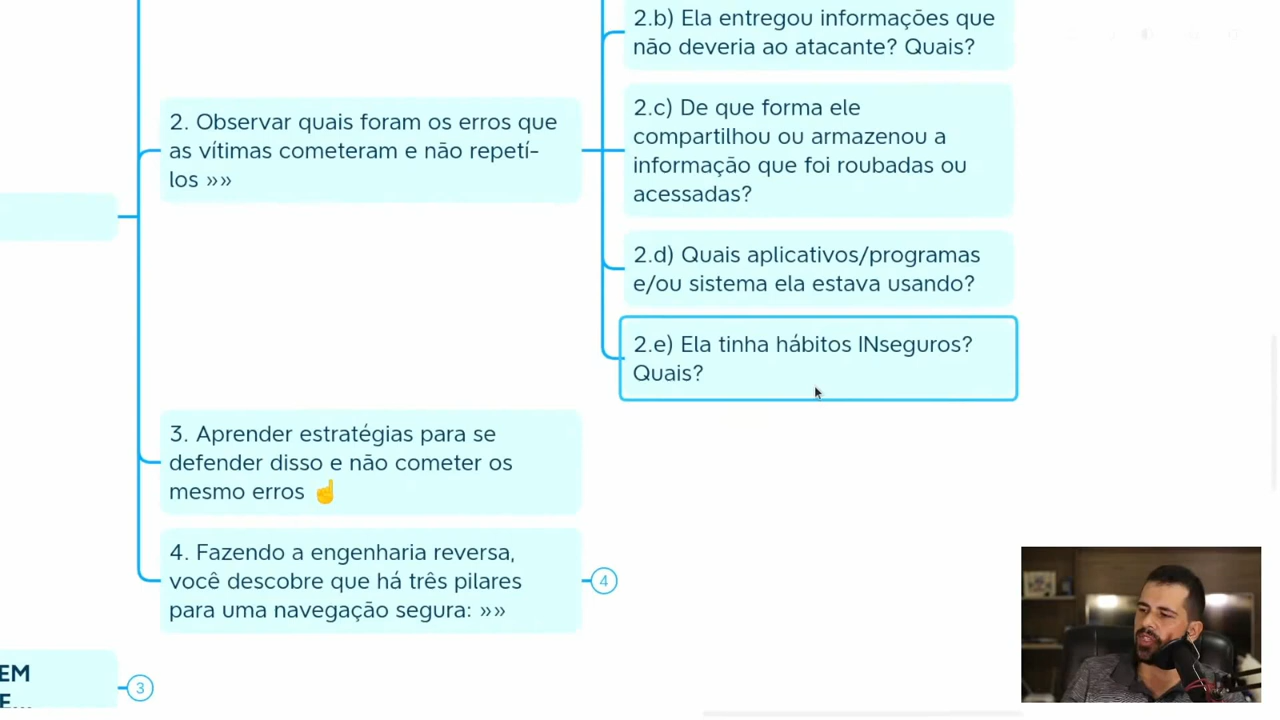 2.b) Ela entregou informações que
não deveria ao atacante? Quais?
2. Observar quais foram os erros que
as vítimas cometeram e não repetí-
los »»
2.c) De que forma ele
compartilhou ou armazenou a
informação que foi roubadas ou
acessadas?
2.d) Quais aplicativos/programas
e/ou sistema ela estava usando?
2.e) Ela tinha hábitos INseguros?
Quais?
3. Aprender estratégias para se
defender disso e não cometer os
mesmo erros ☝️
4. Fazendo a engenharia reversa,
você descobre que há três pilares
para uma navegação segura: »»
4
EM
E...
3